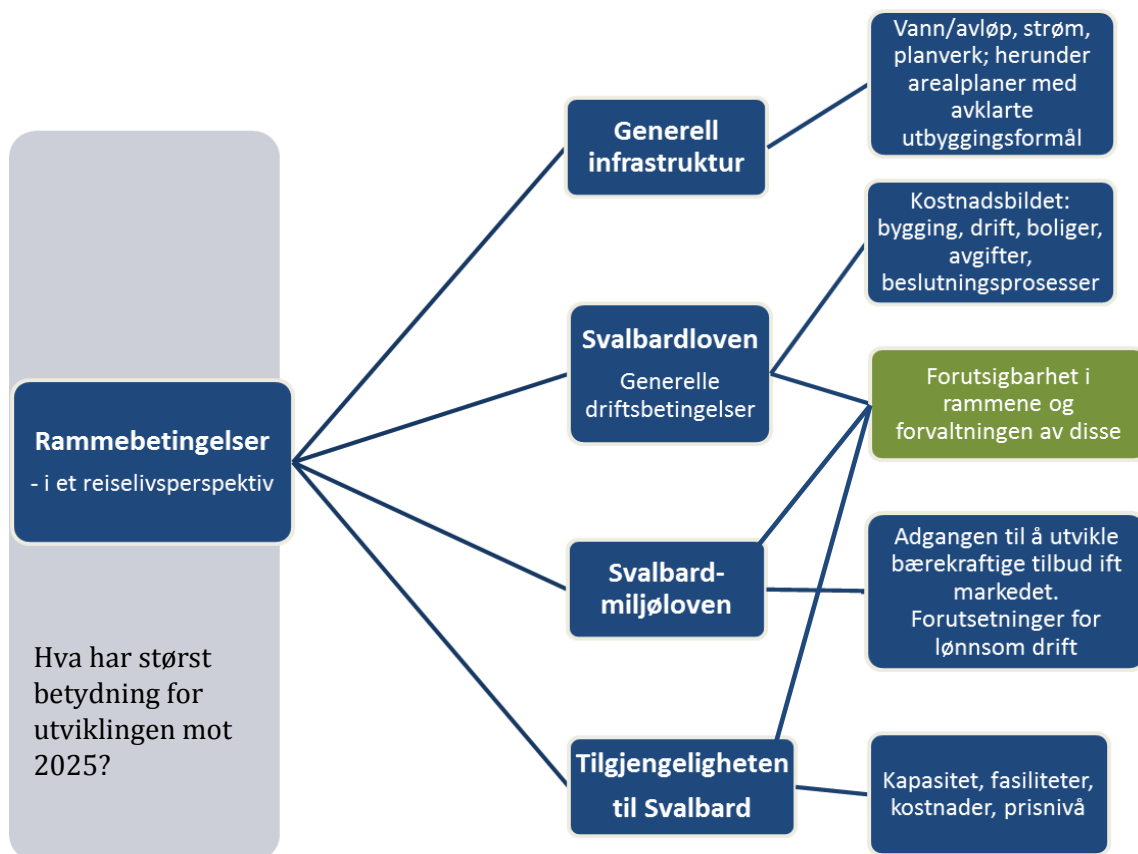 Rammebetingelser
- i et reiselivsperspektiv
Hva har størst
betydning for
utviklingen mot
2025?
Generell
infrastruktur
Svalbardloven
Generelle
driftsbetingelser
Svalbard-
miljøloven
Tilgjengeligheten
til Svalbard
Vann/avløp, strøm,
planverk; herunder
arealplaner med
avklarte
utbyggingsformål
Kostnadsbildet:
bygging, drift, boliger,
avgifter,
beslutningsprosesser
Forutsigbarhet i
rammene og
forvaltningen av disse
Adgangen til å utvikle
bærekraftige tilbud ift
markedet.
Forutsetninger for
lønnsom drift
Kapasitet, fasiliteter,
kostnader, prisnivå